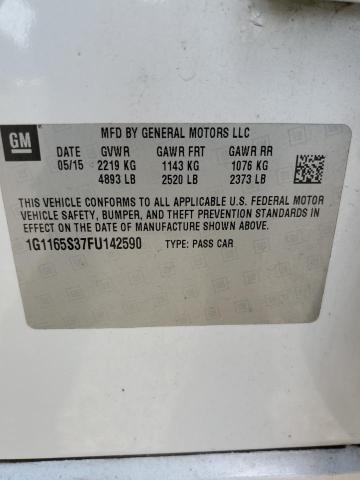 GM
MFD BY GENERAL MOTORS LLC
DATE GVWR GAWR FRT GAWR RR
05/15 2219 KG 1143 KG 1076 KG
4893 LB 2520 LB 2373 LB
THIS VEHICLE CONFORMS TO ALL APPLICABLE U.S. FEDERAL MOTOR
VEHICLE SAFETY, BUMPER, AND THEFT PREVENTION STANDARDS IN
EFFECT ON THE DATE OF MANUFACTURE SHOWN ABOVE.
1G1165S37FU142590 TYPE: PASS CAR